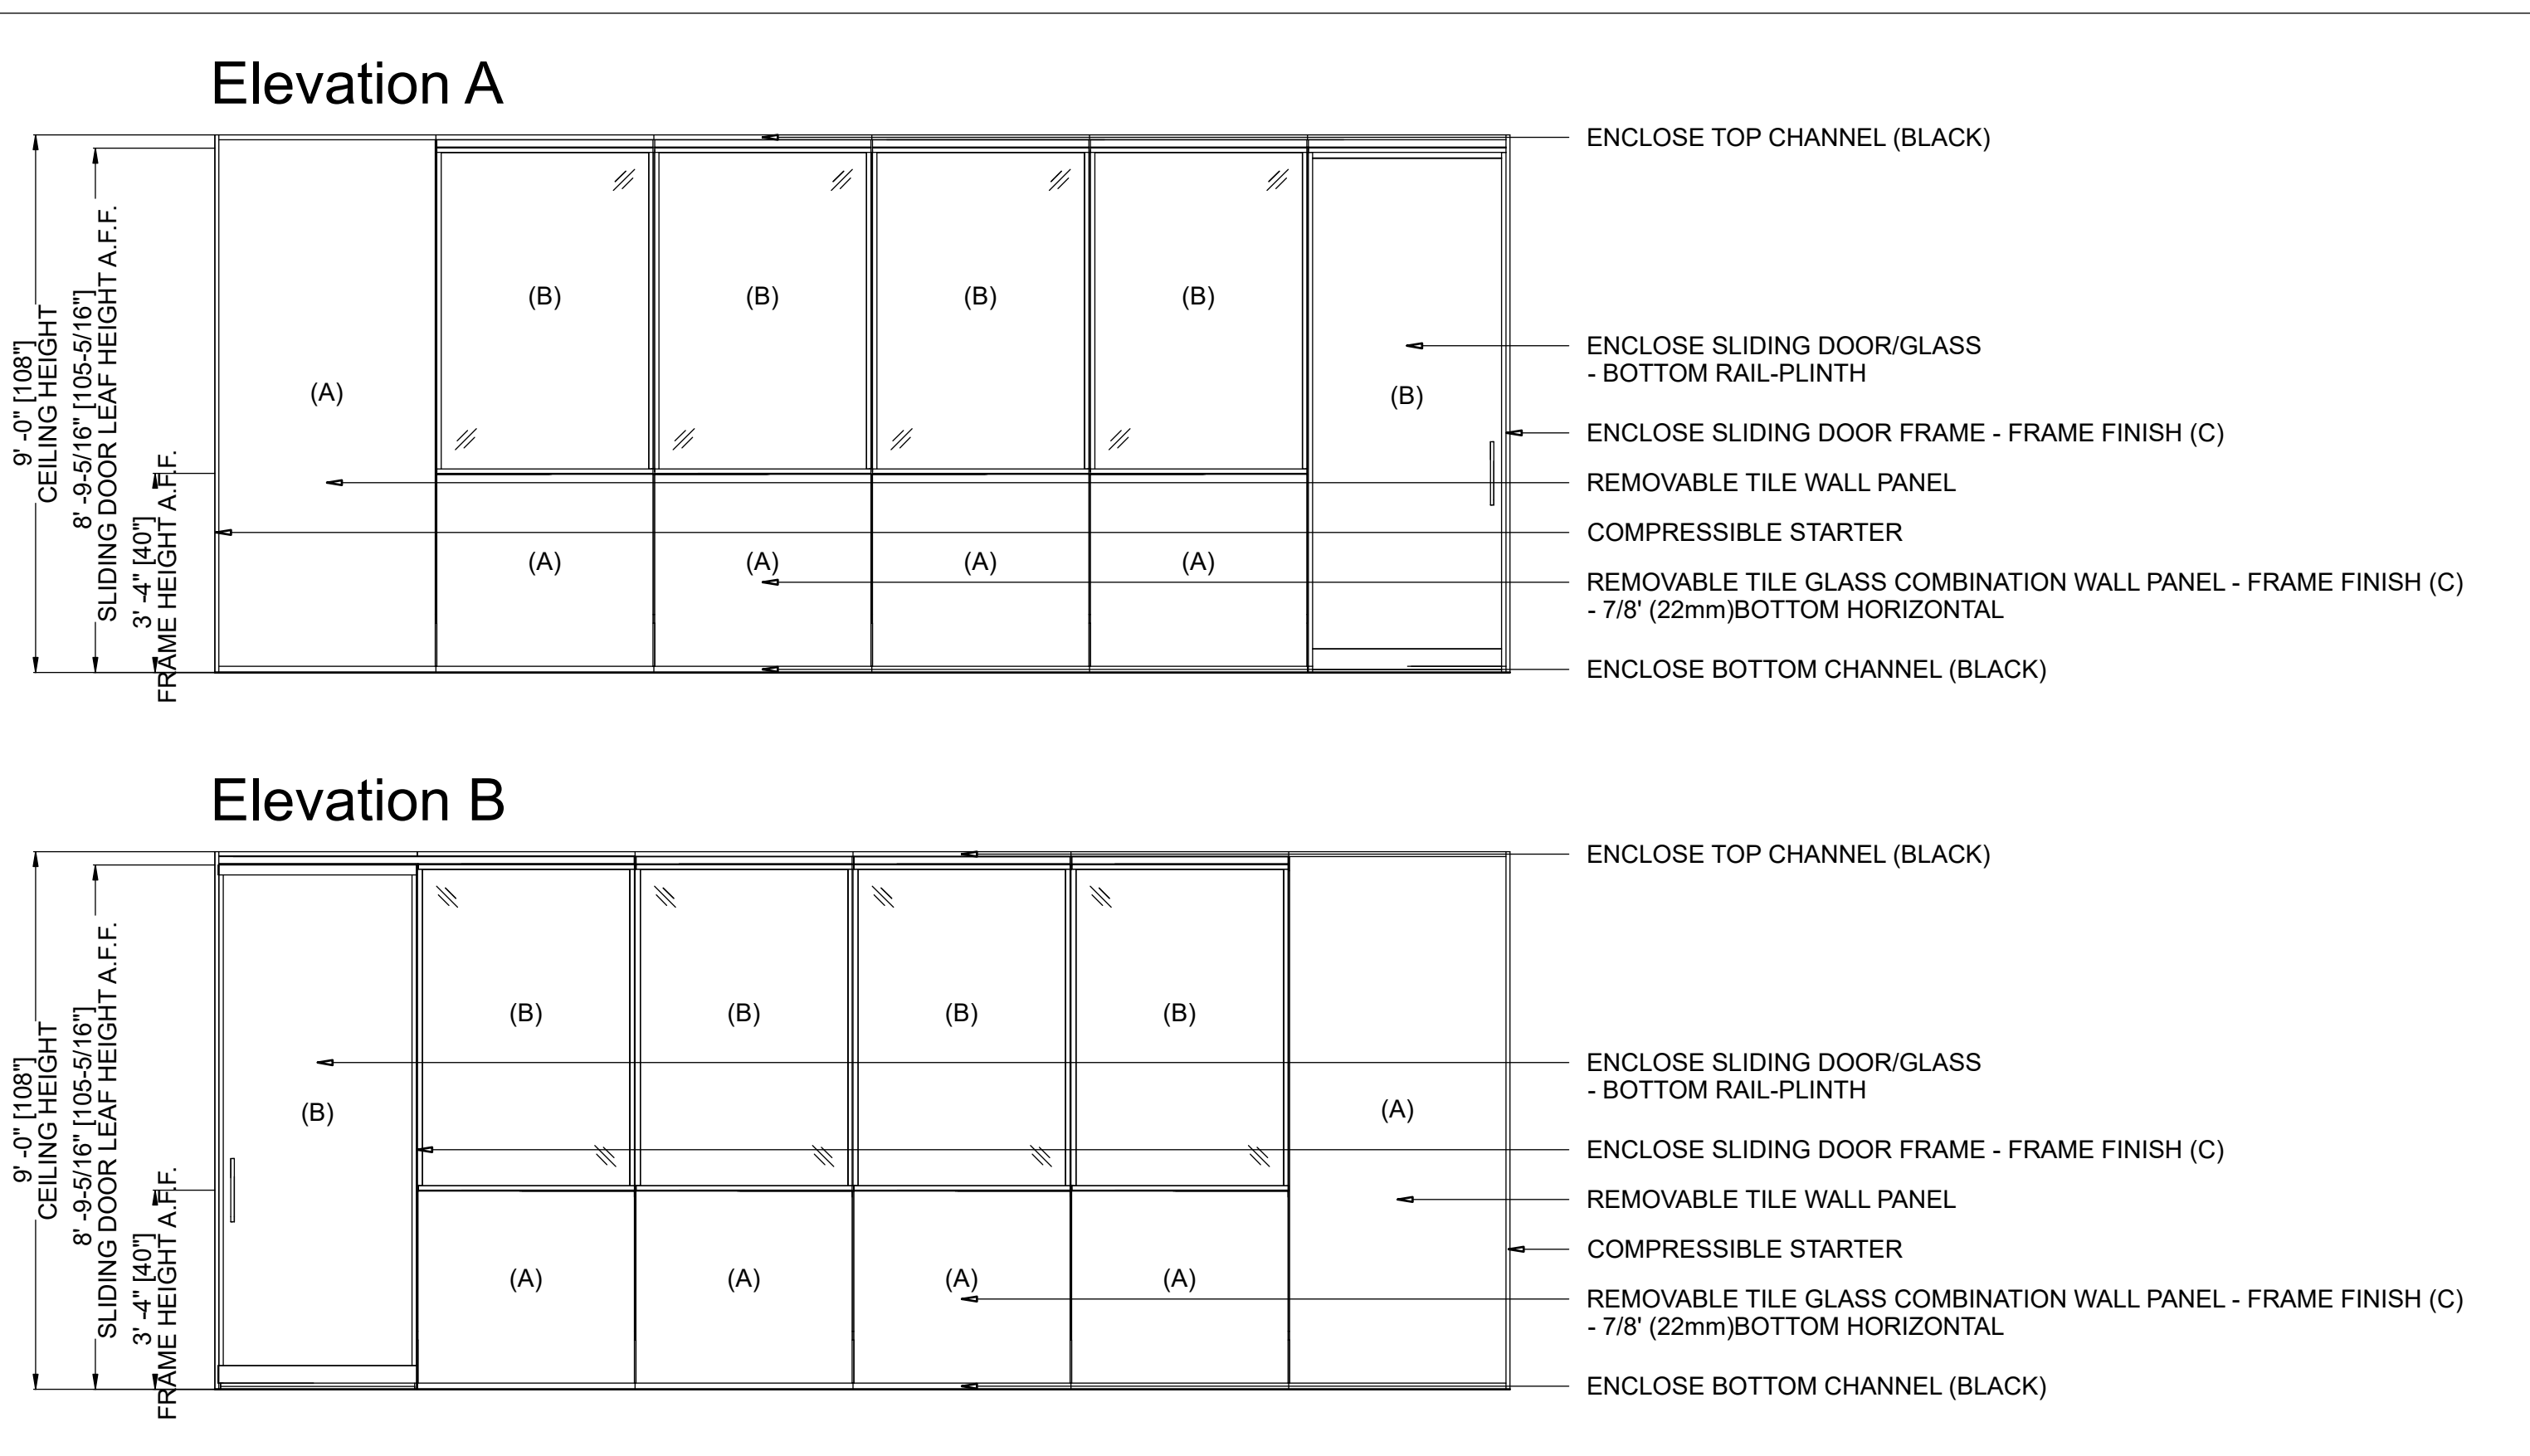 Elevation A
9' -0" [108"]
CEILING HEIGHT
8' -9-5/16" [105-5/16"]
SLIDING DOOR LEAF HEIGHT A.F.F.
3' -4" [40"]
FRAME HEIGHT A.F.F.
(A)
(B)
(B)
(B)
(B)
(B)
(A)
(A)
(A)
(A)
ENCLOSE TOP CHANNEL (BLACK)
ENCLOSE SLIDING DOOR/GLASS
- BOTTOM RAIL-PLINTH
ENCLOSE SLIDING DOOR FRAME - FRAME FINISH (C)
REMOVABLE TILE WALL PANEL
COMPRESSIBLE STARTER
REMOVABLE TILE GLASS COMBINATION WALL PANEL - FRAME FINISH (C)
- 7/8' (22mm)BOTTOM HORIZONTAL
ENCLOSE BOTTOM CHANNEL (BLACK)
Elevation B
9' -0" [108"]
CEILING HEIGHT
8' -9-5/16" [105-5/16"]
SLIDING DOOR LEAF HEIGHT A.F.F.
3' -4" [40"]
FRAME HEIGHT A.F.F.
(B)
(B)
(B)
(B)
(B)
(A)
(A)
(A)
(A)
(A)
ENCLOSE TOP CHANNEL (BLACK)
ENCLOSE SLIDING DOOR/GLASS
- BOTTOM RAIL-PLINTH
ENCLOSE SLIDING DOOR FRAME - FRAME FINISH (C)
REMOVABLE TILE WALL PANEL
COMPRESSIBLE STARTER
REMOVABLE TILE GLASS COMBINATION WALL PANEL - FRAME FINISH (C)
- 7/8' (22mm)BOTTOM HORIZONTAL
ENCLOSE BOTTOM CHANNEL (BLACK)